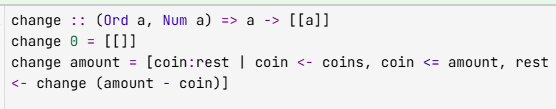 change :: (Ord a, Num a) => a -> [[a]]
change 0 = [[]]
change amount = [coin:rest | coin <- coins, coin <= amount, rest
<- change (amount - coin)]